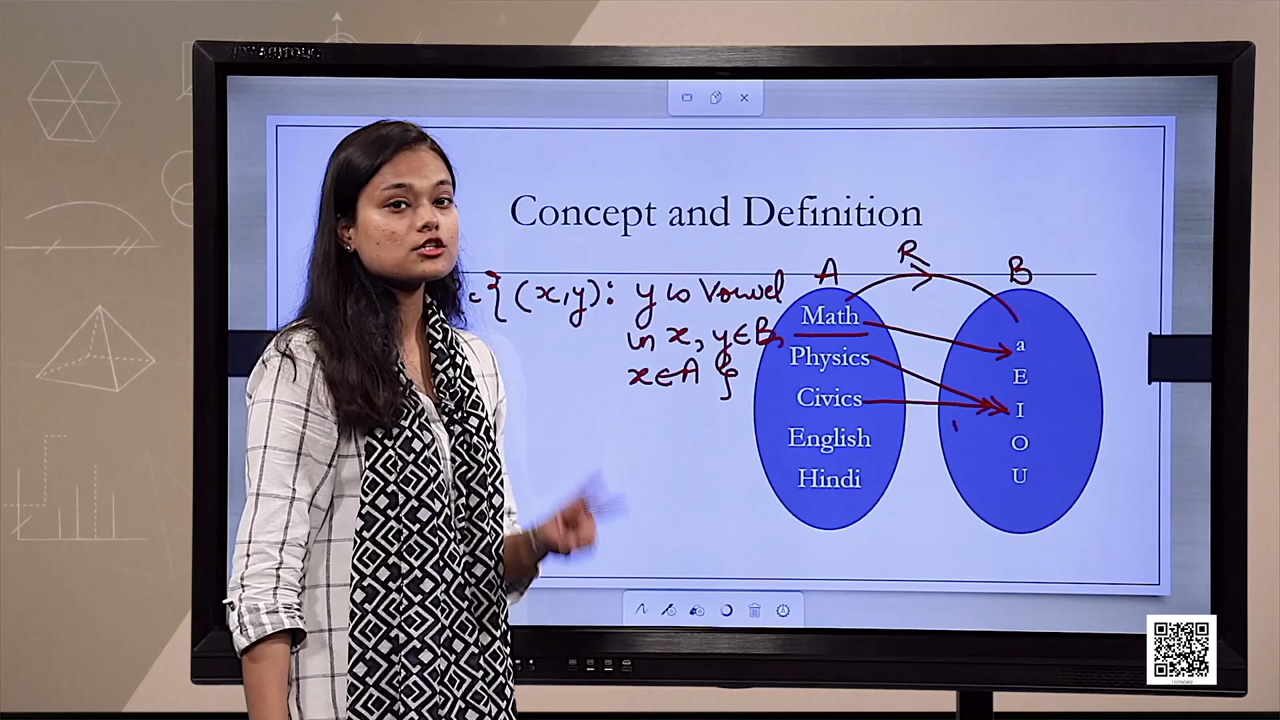 Concept and Definition
R
A
B
{(x,y): y is Vowel
in x, y∈B,
x∈A }
Math
Physics
Civics
English
Hindi
a
E
I
O
U